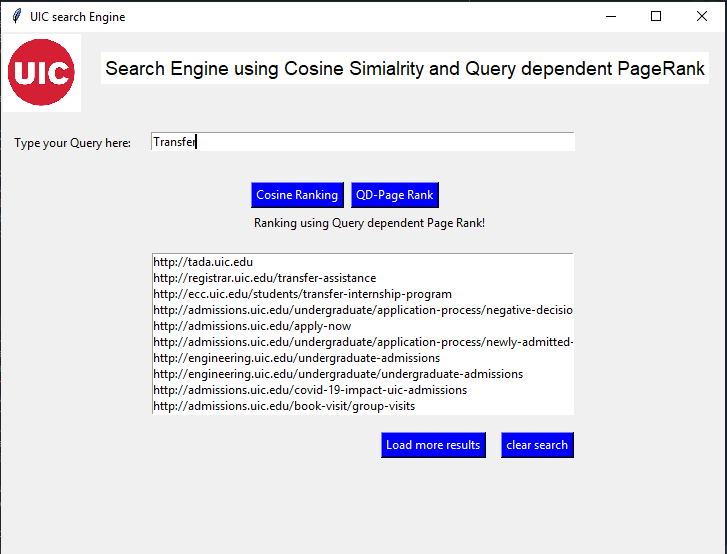 UIC search Engine
UIC
Search Engine using Cosine Simialrity and Query dependent PageRank
Type your Query here:
Transfer
Cosine Ranking
QD-Page Rank
Ranking using Query dependent Page Rank!
http://tada.uic.edu
http://registrar.uic.edu/transfer-assistance
http://ecc.uic.edu/students/transfer-internship-program
http://admissions.uic.edu/undergraduate/application-process/negative-decisio
http://admissions.uic.edu/apply-now
http://admissions.uic.edu/undergraduate/application-process/newly-admitted-
http://engineering.uic.edu/undergraduate-admissions
http://engineering.uic.edu/undergraduate/undergraduate-admissions
http://admissions.uic.edu/covid-19-impact-uic-admissions
http://admissions.uic.edu/book-visit/group-visits
Load more results
clear search